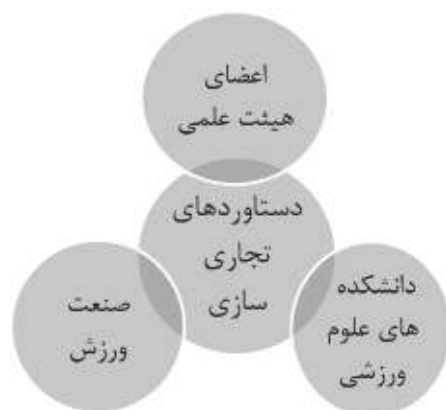 اعضای
هیئت علمی
دستاوردهای
تجاری
سازی
دانشکده
های علوم
ورزشی
صنعت
ورزش